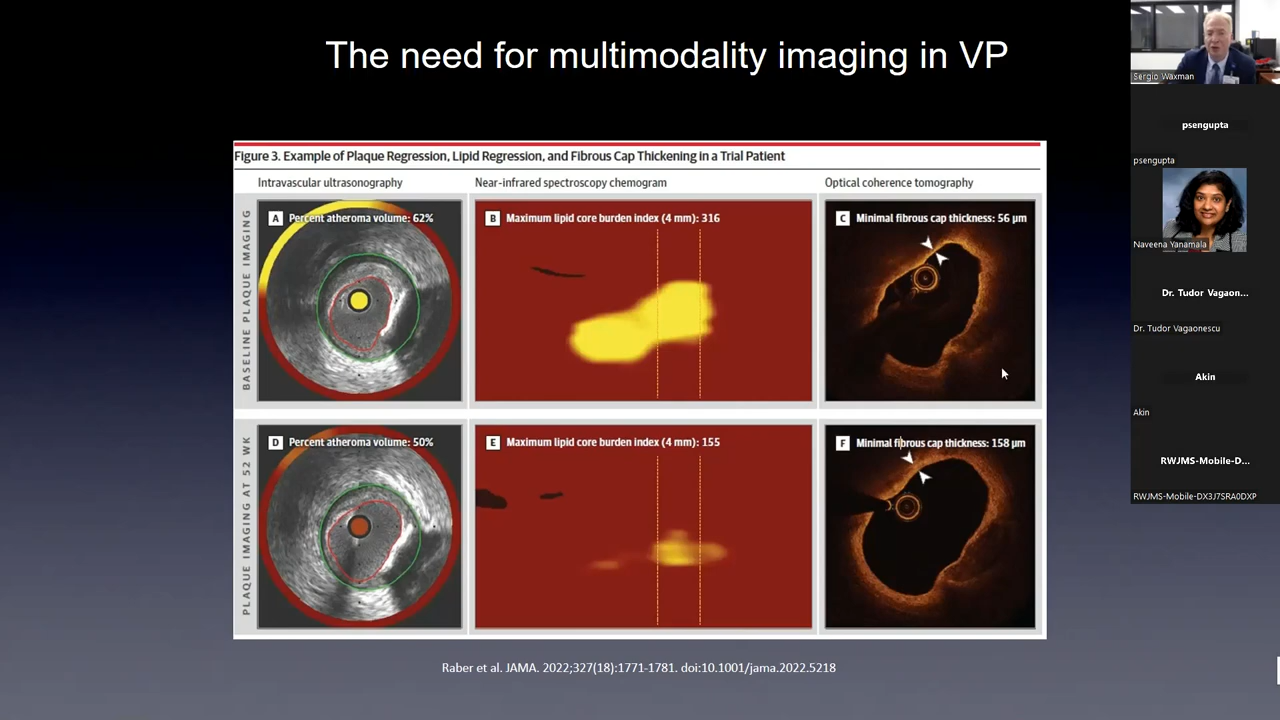 The need for multimodality imaging in VP
Figure 3. Example of Plaque Regression, Lipid Regression, and Fibrous Cap Thickening in a Trial Patient
Intravascular ultrasonography
Near-infrared spectroscopy chemogram
Optical coherence tomography
BASELINE PLAQUE IMAGING
A Percent atheroma volume: 62%
B Maximum lipid core burden index (4 mm): 316
C Minimal fibrous cap thickness: 56 μm
PLAQUE IMAGING AT 52 WK
D Percent atheroma volume: 50%
E Maximum lipid core burden index (4 mm): 155
F Minimal fibrous cap thickness: 158 μm
Raber et al. JAMA. 2022;327(18):1771-1781. doi:10.1001/jama.2022.5218
Sergio Waxman
psengupta
psengupta
Naveena Yanamala
Dr. Tudor Vagaon...
Dr. Tudor Vagaonescu
Akin
Akin
RWJMS-Mobile-D...
RWJMS-Mobile-DX3J7SRA0DXP